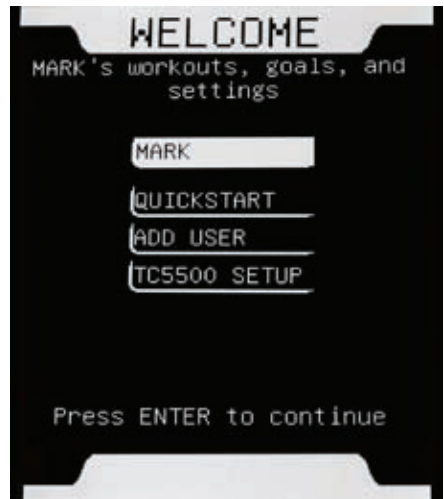 WELCOME
MARK's workouts, goals, and
settings
MARK
QUICKSTART
ADD USER
TC5500 SETUP
Press ENTER to continue